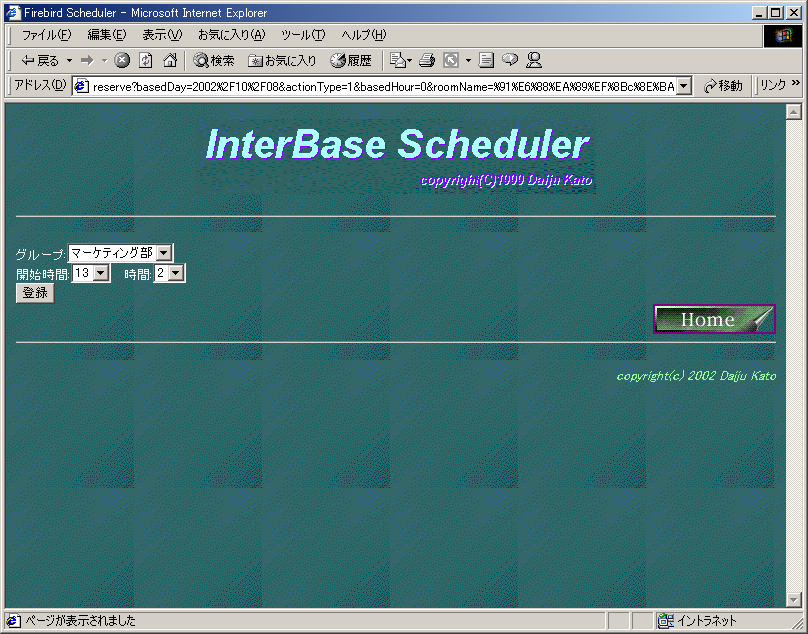 Firebird Scheduler - Microsoft Internet Explorer
ファイル(F) 編集(E) 表示(V) お気に入り(A) ツール(T) ヘルプ(H)
戻る 検索 お気に入り 履歴
アドレス(D) reserve?basedDay=2002%2F10%2F08&actionType=1&basedHour=0&roomName=%91%E6%88%EA%89%EF%8Bc%8E%BA 移動 リンク »
InterBase Scheduler
copyright(C)1999 Daiju Kato
グループ: マーケティング部
開始時間: 13 時間: 2
登録
Home
copyright(c) 2002 Daiju Kato
ページが表示されました イントラネット